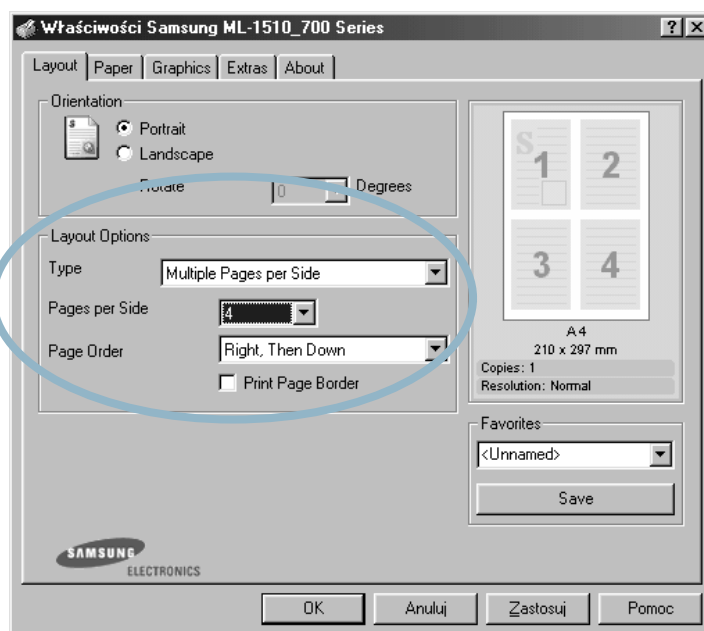 Właściwości Samsung ML-1510_700 Series
Layout Paper Graphics Extras About
Orientation
Portrait
Landscape
Rotate 0 Degrees
Layout Options
Type Multiple Pages per Side
Pages per Side 4
Page Order Right, Then Down
Print Page Border
S
1 2
3 4
A4
210 x 297 mm
Copies: 1
Resolution: Normal
Favorites
<Unnamed>
Save
SAMSUNG
ELECTRONICS
OK Anuluj Zastosuj Pomoc